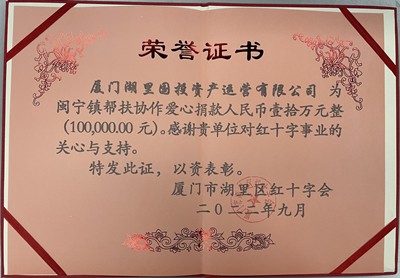 荣誉证书
厦门湖里国投资产运营有限公司 为
闽宁镇帮扶协作爱心捐款人民币壹拾万元整
(100,000.00 元)。感谢贵单位对红十字事业的
关心与支持。
特发此证，以资表彰。
厦门市湖里区红十字会
二〇二二年九月